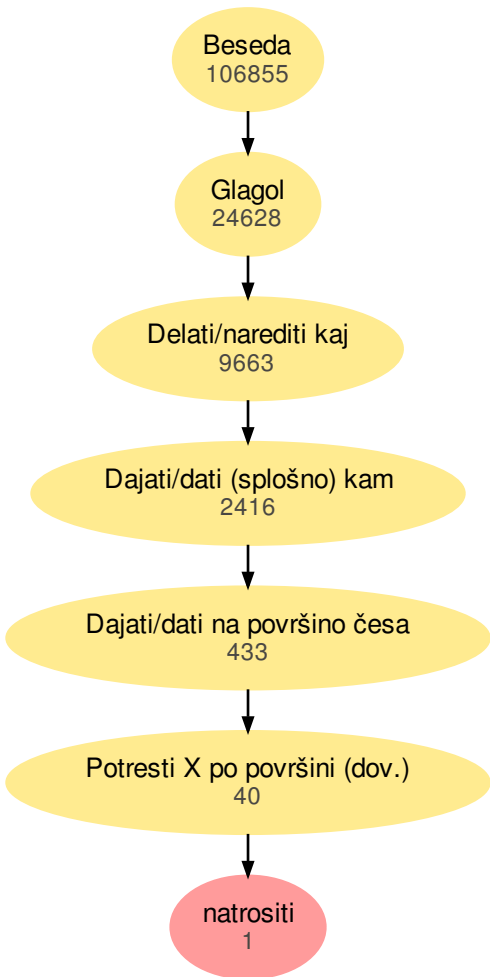 Beseda
106855
Glagol
24628
Delati/narediti kaj
9663
Dajati/dati (splošno) kam
2416
Dajati/dati na površino česa
433
Potresti X po površini (dov.)
40
natrositi
1